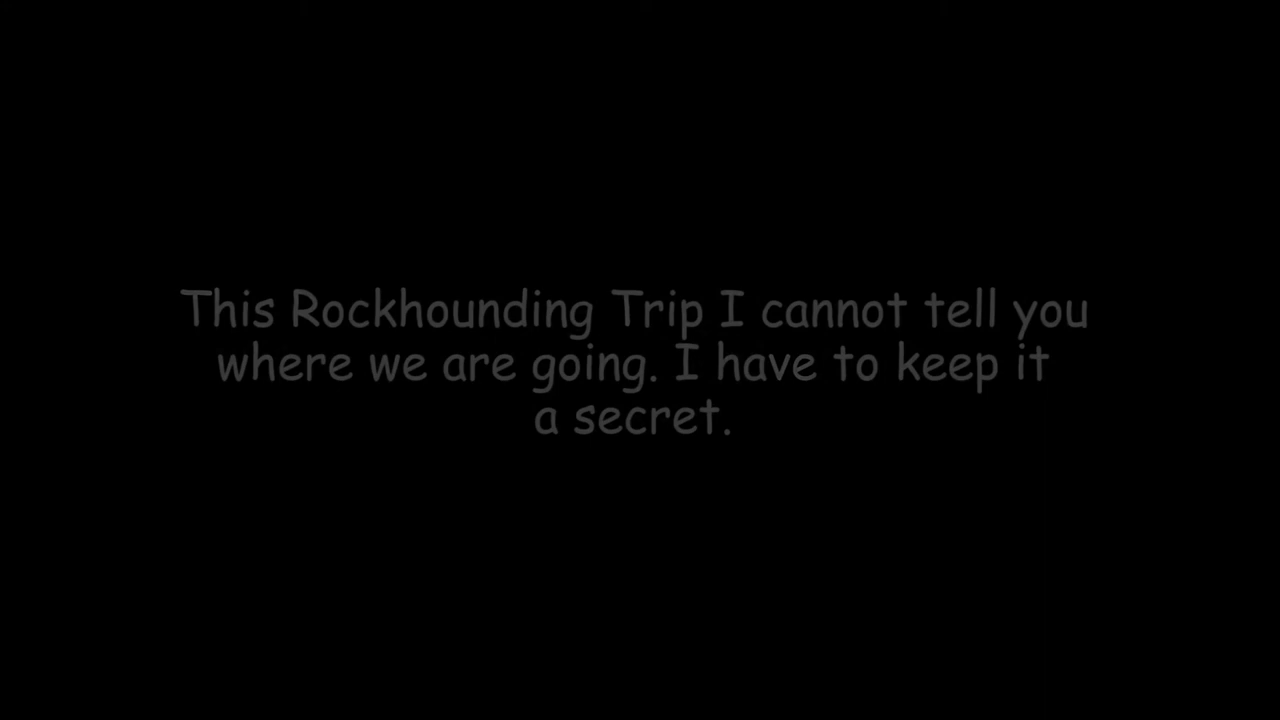 This Rockhounding Trip I cannot tell you
where we are going. I have to keep it
a secret.